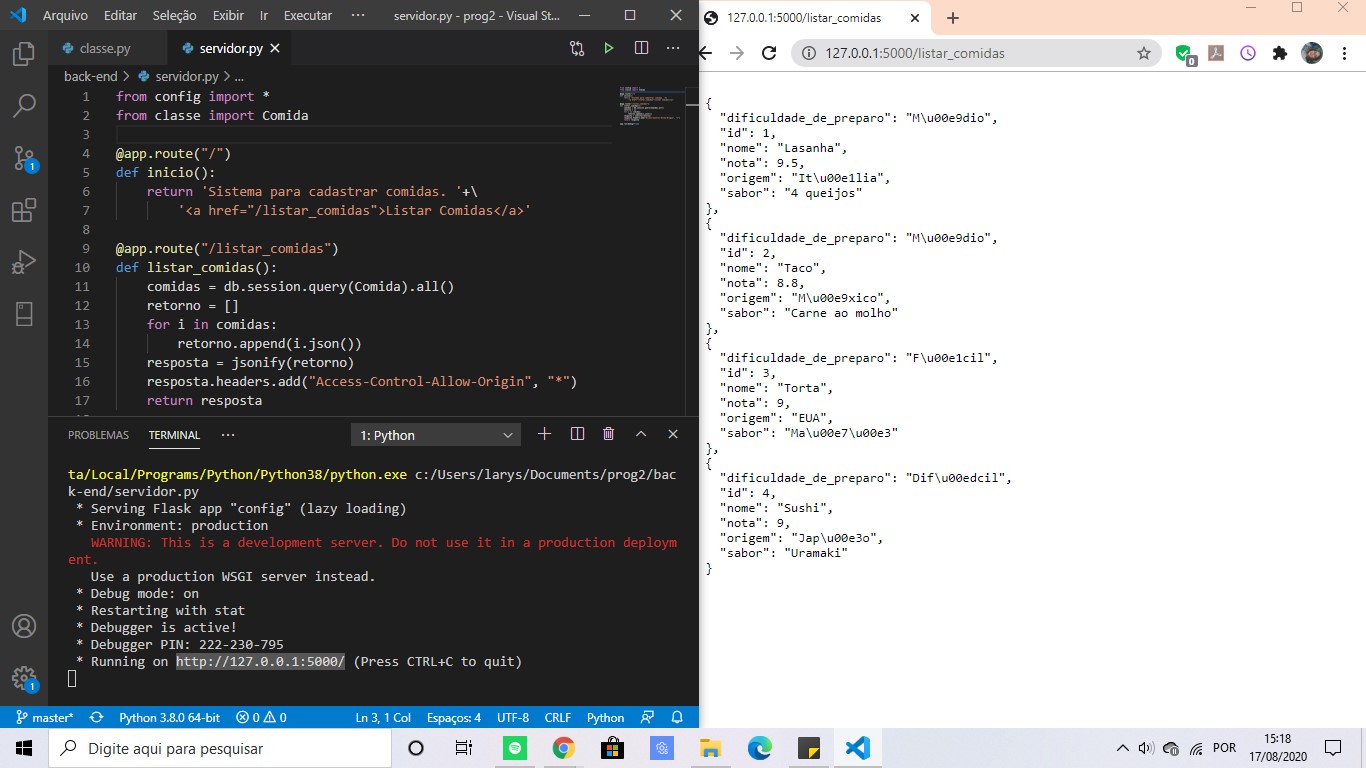 Arquivo Editar Seleção Exibir Ir Executar ··· servidor.py - prog2 - Visual St...
classe.py servidor.py
back-end > servidor.py > ...
1 from config import *
2 from classe import Comida
3
4 @app.route("/")
5 def inicio():
6 return 'Sistema para cadastrar comidas. '+\
7 '<a href="/listar_comidas">Listar Comidas</a>'
8
9 @app.route("/listar_comidas")
10 def listar_comidas():
11 comidas = db.session.query(Comida).all()
12 retorno = []
13 for i in comidas:
14 retorno.append(i.json())
15 resposta = jsonify(retorno)
16 resposta.headers.add("Access-Control-Allow-Origin", "*")
17 return resposta
PROBLEMAS TERMINAL ··· 1: Python
ta/Local/Programs/Python/Python38/python.exe c:/Users/larys/Documents/prog2/bac
k-end/servidor.py
* Serving Flask app "config" (lazy loading)
* Environment: production
WARNING: This is a development server. Do not use it in a production deploym
ent.
Use a production WSGI server instead.
* Debug mode: on
* Restarting with stat
* Debugger is active!
* Debugger PIN: 222-230-795
* Running on http://127.0.0.1:5000/ (Press CTRL+C to quit)
1
1
master* Python 3.8.0 64-bit 0 0 Ln 3, 1 Col Espaços: 4 UTF-8 CRLF Python
127.0.0.1:5000/listar_comidas
127.0.0.1:5000/listar_comidas
0
{
"dificuldade_de_preparo": "M\u00e9dio",
"id": 1,
"nome": "Lasanha",
"nota": 9.5,
"origem": "It\u00e1lia",
"sabor": "4 queijos"
},
{
"dificuldade_de_preparo": "M\u00e9dio",
"id": 2,
"nome": "Taco",
"nota": 8.8,
"origem": "M\u00e9xico",
"sabor": "Carne ao molho"
},
{
"dificuldade_de_preparo": "F\u00e1cil",
"id": 3,
"nome": "Torta",
"nota": 9,
"origem": "EUA",
"sabor": "Ma\u00e7\u00e3"
},
{
"dificuldade_de_preparo": "Dif\u00edcil",
"id": 4,
"nome": "Sushi",
"nota": 9,
"origem": "Jap\u00e3o",
"sabor": "Uramaki"
}
Digite aqui para pesquisar
POR
15:18
17/08/2020